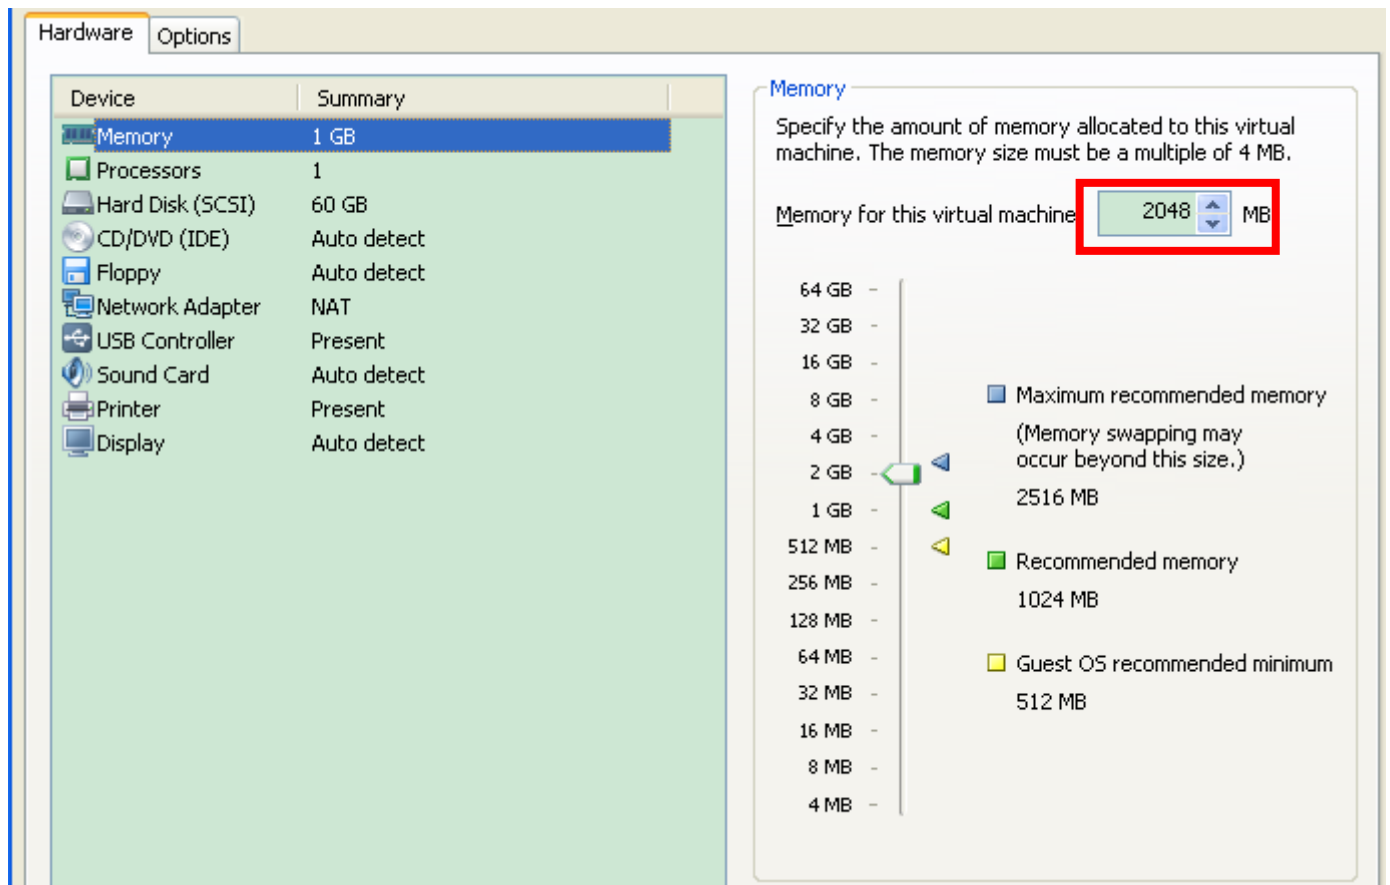 Hardware Options
Device Summary
Memory 1 GB
Processors 1
Hard Disk (SCSI) 60 GB
CD/DVD (IDE) Auto detect
Floppy Auto detect
Network Adapter NAT
USB Controller Present
Sound Card Auto detect
Printer Present
Display Auto detect
Memory
Specify the amount of memory allocated to this virtual
machine. The memory size must be a multiple of 4 MB.
Memory for this virtual machine 2048 MB
64 GB
32 GB
16 GB
8 GB
4 GB
2 GB
1 GB
512 MB
256 MB
128 MB
64 MB
32 MB
16 MB
8 MB
4 MB
Maximum recommended memory
(Memory swapping may
occur beyond this size.)
2516 MB
Recommended memory
1024 MB
Guest OS recommended minimum
512 MB